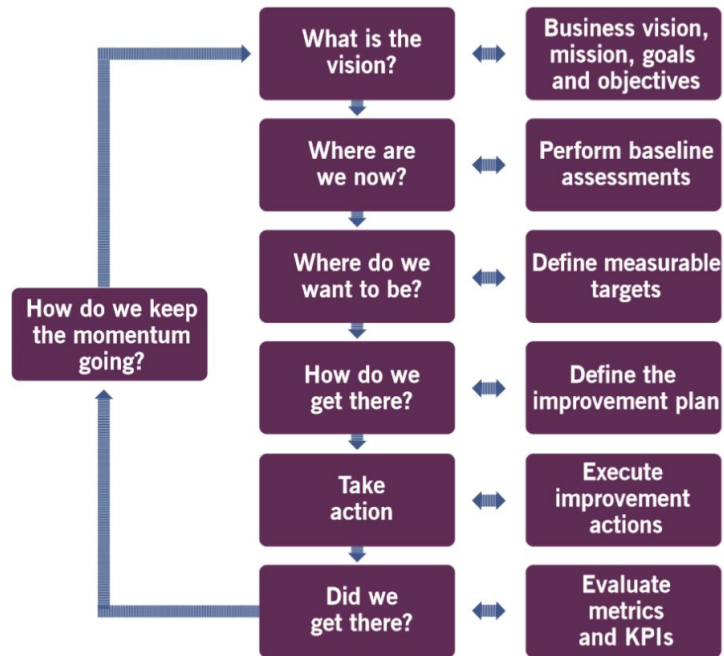 What is the
vision?
Business vision,
mission, goals
and objectives
Where are
we now?
Perform baseline
assessments
Where do we
want to be?
Define measurable
targets
How do we keep
the momentum
going?
How do we
get there?
Define the
improvement plan
Take
action
Execute
improvement
actions
Did we
get there?
Evaluate
metrics
and KPIs